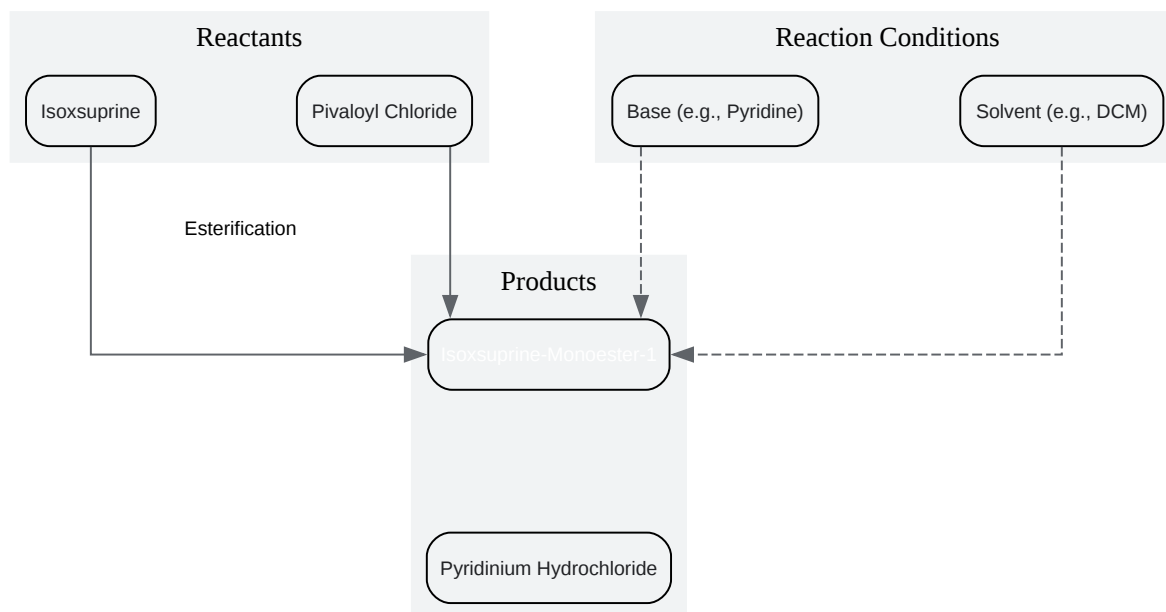 Reactants
Reaction Conditions
Isoxsuprine
Pivaloyl Chloride
Base (e.g., Pyridine)
Solvent (e.g., DCM)
Esterification
Products
Isoxsuprine-Monoester-1
Pyridinium Hydrochloride